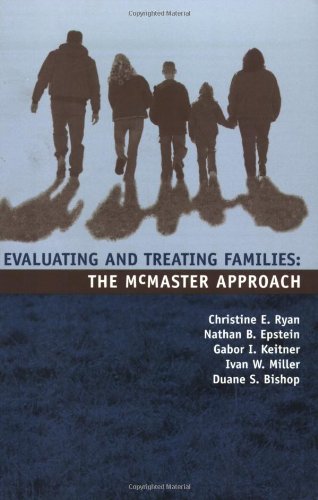 EVALUATING AND TREATING FAMILIES:
THE McMASTER APPROACH
Christine E. Ryan
Nathan B. Epstein
Gabor I. Keitner
Ivan W. Miller
Duane S. Bishop